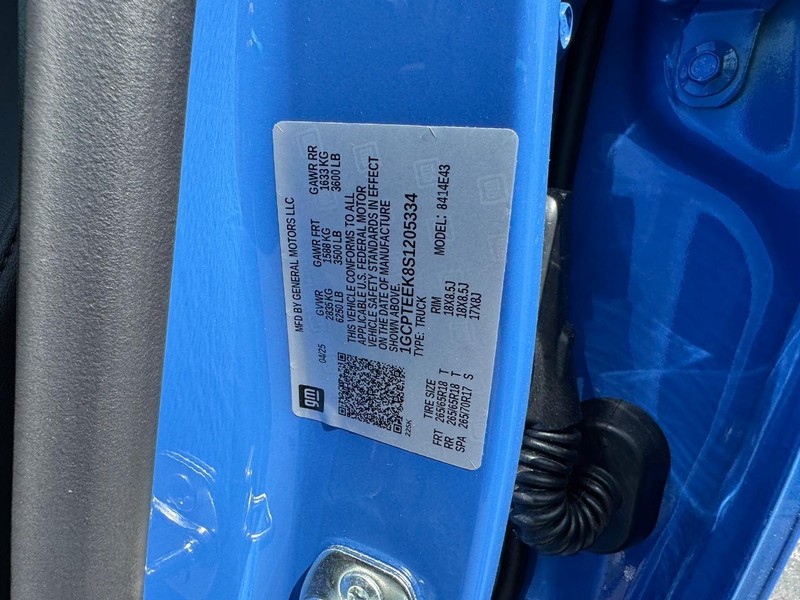 MFD BY GENERAL MOTORS LLC
04/25
GVWR GAWR FRT GAWR RR
2835 KG 1588 KG 1633 KG
6250 LB 3500 LB 3600 LB
THIS VEHICLE CONFORMS TO ALL
APPLICABLE U.S. FEDERAL MOTOR
VEHICLE SAFETY STANDARDS IN EFFECT
ON THE DATE OF MANUFACTURE
SHOWN ABOVE.
1GCPTEEK8S1205334
TYPE: TRUCK MODEL: 8414E43
gm
225K
TIRE SIZE RIM
FRT 265/65R18 T 18X8.5J
RR 265/65R18 T 18X8.5J
SPA 265/70R17 S 17X8J